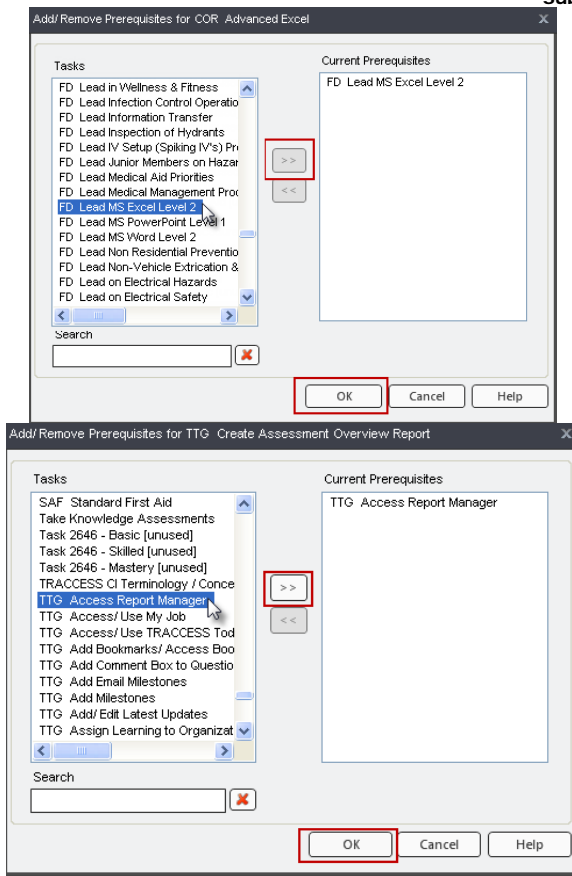 Add/Remove Prerequisites for COR Advanced Excel
x
Tasks
FD Lead in Wellness & Fitness
FD Lead Infection Control Operatio
FD Lead Information Transfer
FD Lead Inspection of Hydrants
FD Lead IV Setup (Spiking IV's) Pr
FD Lead Junior Members on Hazar
FD Lead Medical Aid Priorities
FD Lead Medical Management Proc
FD Lead MS Excel Level 2
FD Lead MS PowerPoint Level 1
FD Lead MS Word Level 2
FD Lead Non Residential Preventio
FD Lead Non-Vehicle Extrication &
FD Lead on Electrical Hazards
FD Lead on Electrical Safety
Search
>>
<<
Current Prerequisites
FD Lead MS Excel Level 2
OK
Cancel
Help
Add/Remove Prerequisites for TTG Create Assessment Overview Report
x
Tasks
SAF Standard First Aid
Take Knowledge Assessments
Task 2646 - Basic [unused]
Task 2646 - Skilled [unused]
Task 2646 - Mastery [unused]
TRACCESS CI Terminology / Conce
TTG Access Report Manager
TTG Access/ Use My Job
TTG Access/ Use TRACCESS Tod
TTG Add Bookmarks/ Access Boo
TTG Add Comment Box to Questio
TTG Add Email Milestones
TTG Add Milestones
TTG Add/ Edit Latest Updates
TTG Assign Learning to Organizat
Search
>>
<<
Current Prerequisites
TTG Access Report Manager
OK
Cancel
Help